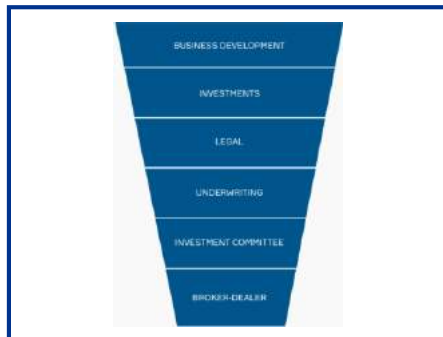 BUSINESS DEVELOPMENT
INVESTMENTS
LEGAL
UNDERWRITING
INVESTMENT COMMITTEE
BROKER-DEALER